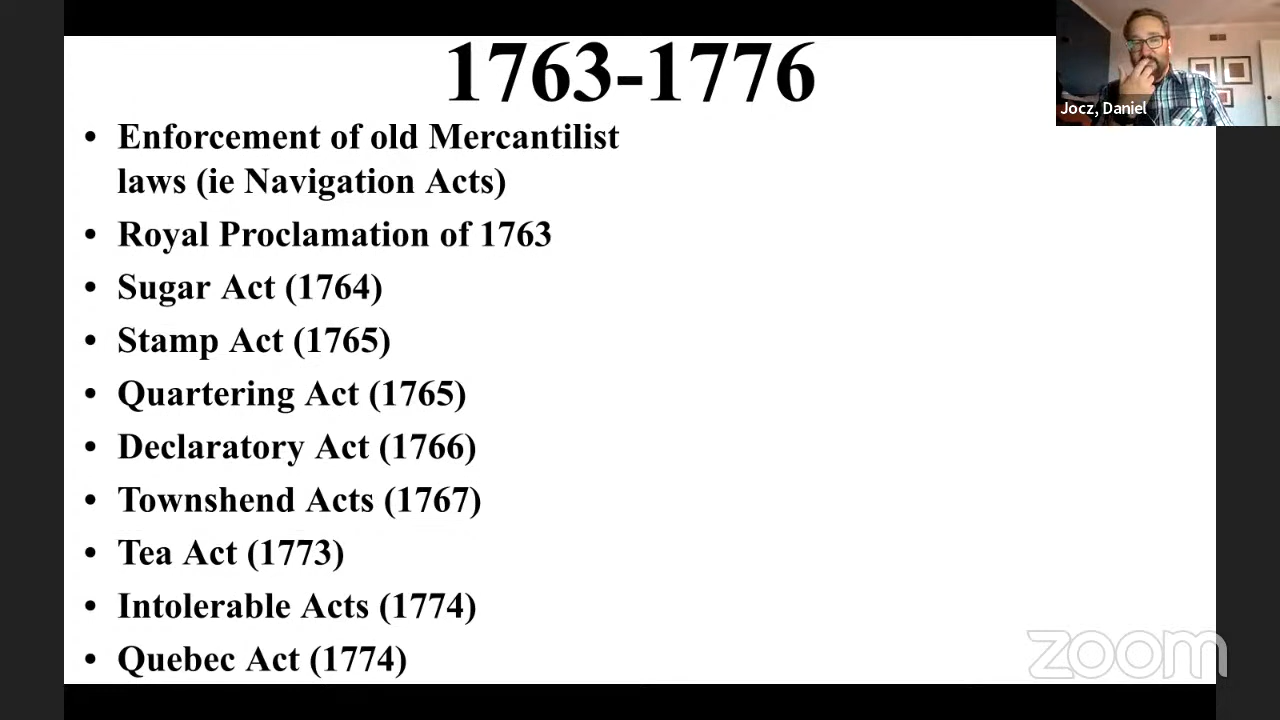 1763-1776
Jocz, Daniel
• Enforcement of old Mercantilist
laws (ie Navigation Acts)
• Royal Proclamation of 1763
• Sugar Act (1764)
• Stamp Act (1765)
• Quartering Act (1765)
• Declaratory Act (1766)
• Townshend Acts (1767)
• Tea Act (1773)
• Intolerable Acts (1774)
• Quebec Act (1774)
zoom